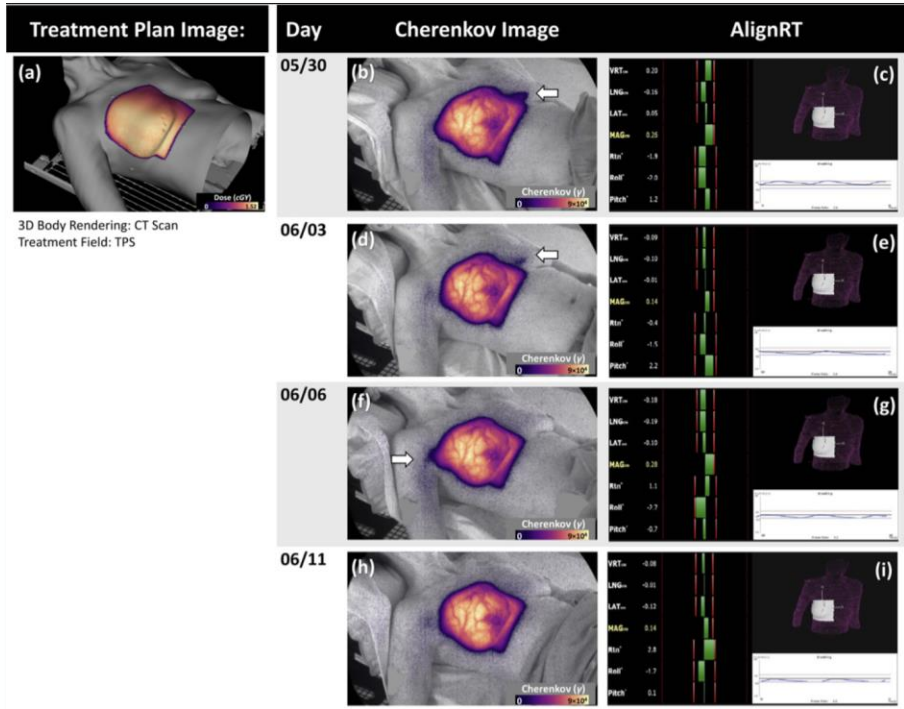 Treatment Plan Image:
Day
Cherenkov Image
AlignRT
(a)
Dose (cGY)
0
3D Body Rendering: CT Scan
Treatment Field: TPS
05/30
(b)
Cherenkov (γ)
0 9×10⁴
(c)
VRT 0.20
LNG -0.16
LAT 0.05
MAG 0.26
Rtn° -1.9
Roll° -7.0
Pitch° 1.2
06/03
(d)
Cherenkov (γ)
0 9×10⁴
(e)
VRT -0.09
LNG -0.10
LAT -0.01
MAG 0.14
Rtn° -0.4
Roll° -1.5
Pitch° 2.2
06/06
(f)
Cherenkov (γ)
0 9×10⁴
(g)
VRT -0.18
LNG -0.19
LAT -0.10
MAG 0.28
Rtn° 1.1
Roll° -7.7
Pitch° -0.7
06/11
(h)
Cherenkov (γ)
0 9×10⁴
(i)
VRT -0.08
LNG -0.01
LAT -0.12
MAG 0.14
Rtn° 2.8
Roll° -1.7
Pitch° 0.1